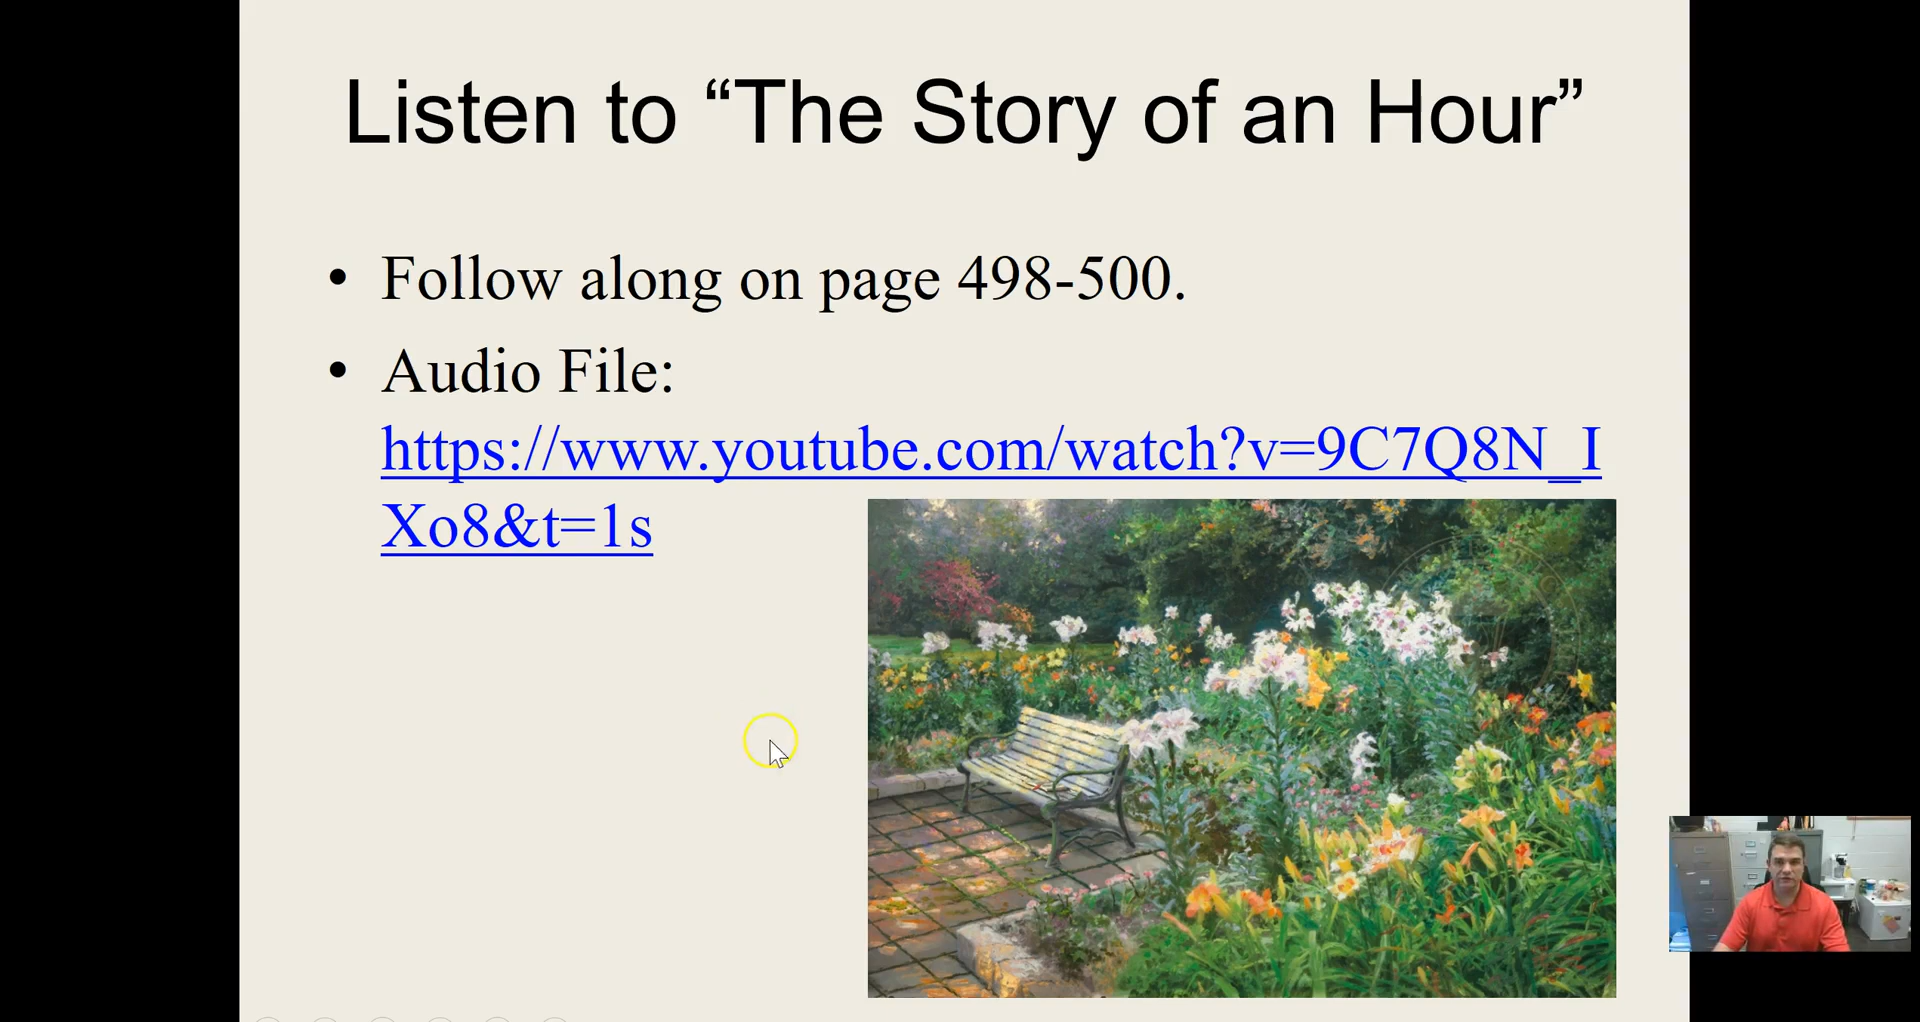 Listen to “The Story of an Hour”
• Follow along on page 498-500.
• Audio File:
https://www.youtube.com/watch?v=9C7Q8N_I
Xo8&t=1s